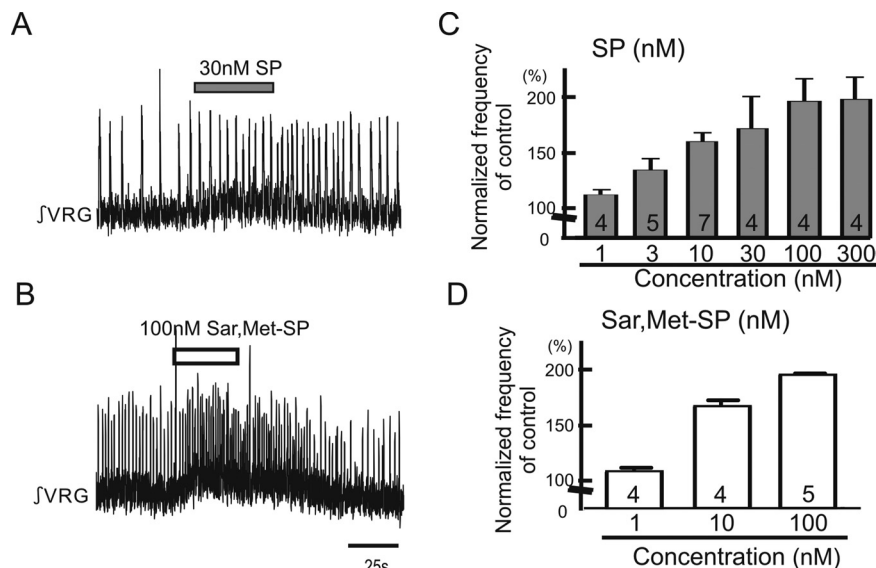 A
30nM SP
∫VRG
B
100nM Sar,Met-SP
∫VRG
25s
C
SP (nM)
(%)
Normalized frequency
of control
200
150
100
0
4 5 7 4 4 4
1 3 10 30 100 300
Concentration (nM)
D
Sar,Met-SP (nM)
(%)
Normalized frequency
of control
200
150
100
0
4 4 5
1 10 100
Concentration (nM)